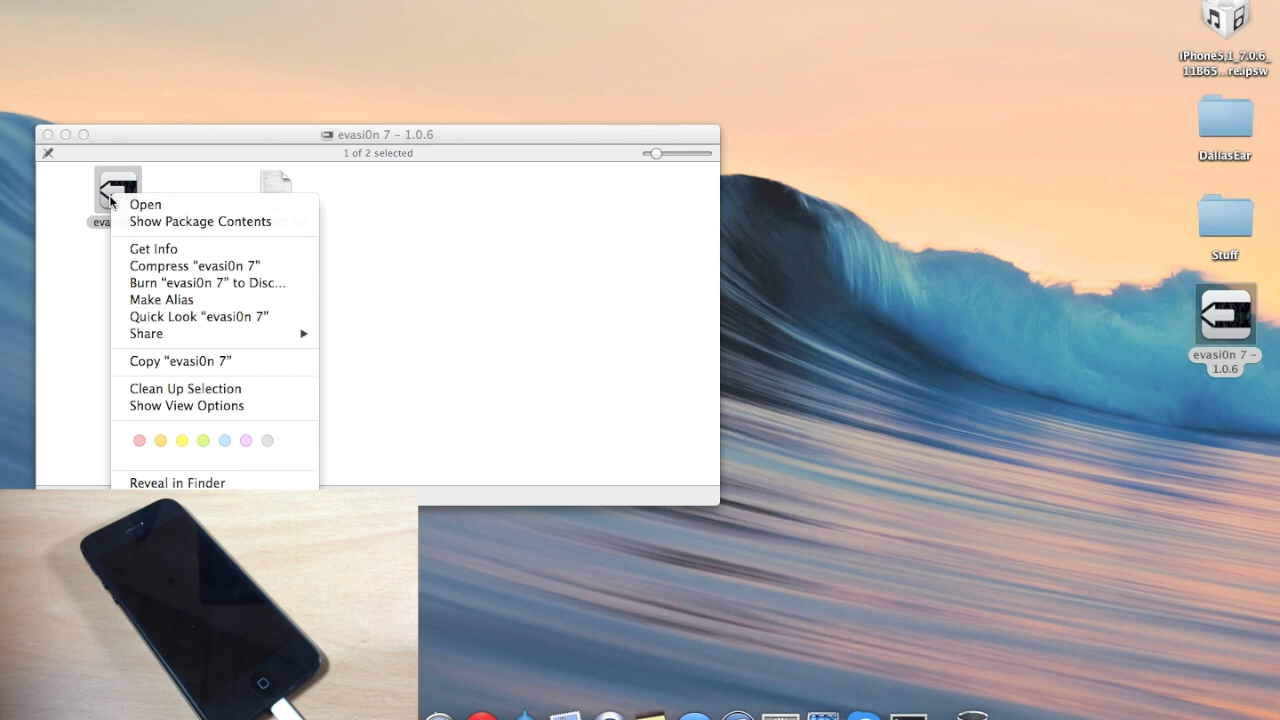 iPhone5,1_7.0.6_
11B65...re.ipsw
DallasEar
Stuff
evasi0n 7 –
1.0.6
evasi0n 7 – 1.0.6
1 of 2 selected
eva
Open
Show Package Contents
Get Info
Compress “evasi0n 7”
Burn “evasi0n 7” to Disc...
Make Alias
Quick Look “evasi0n 7”
Share
Copy “evasi0n 7”
Clean Up Selection
Show View Options
Reveal in Finder